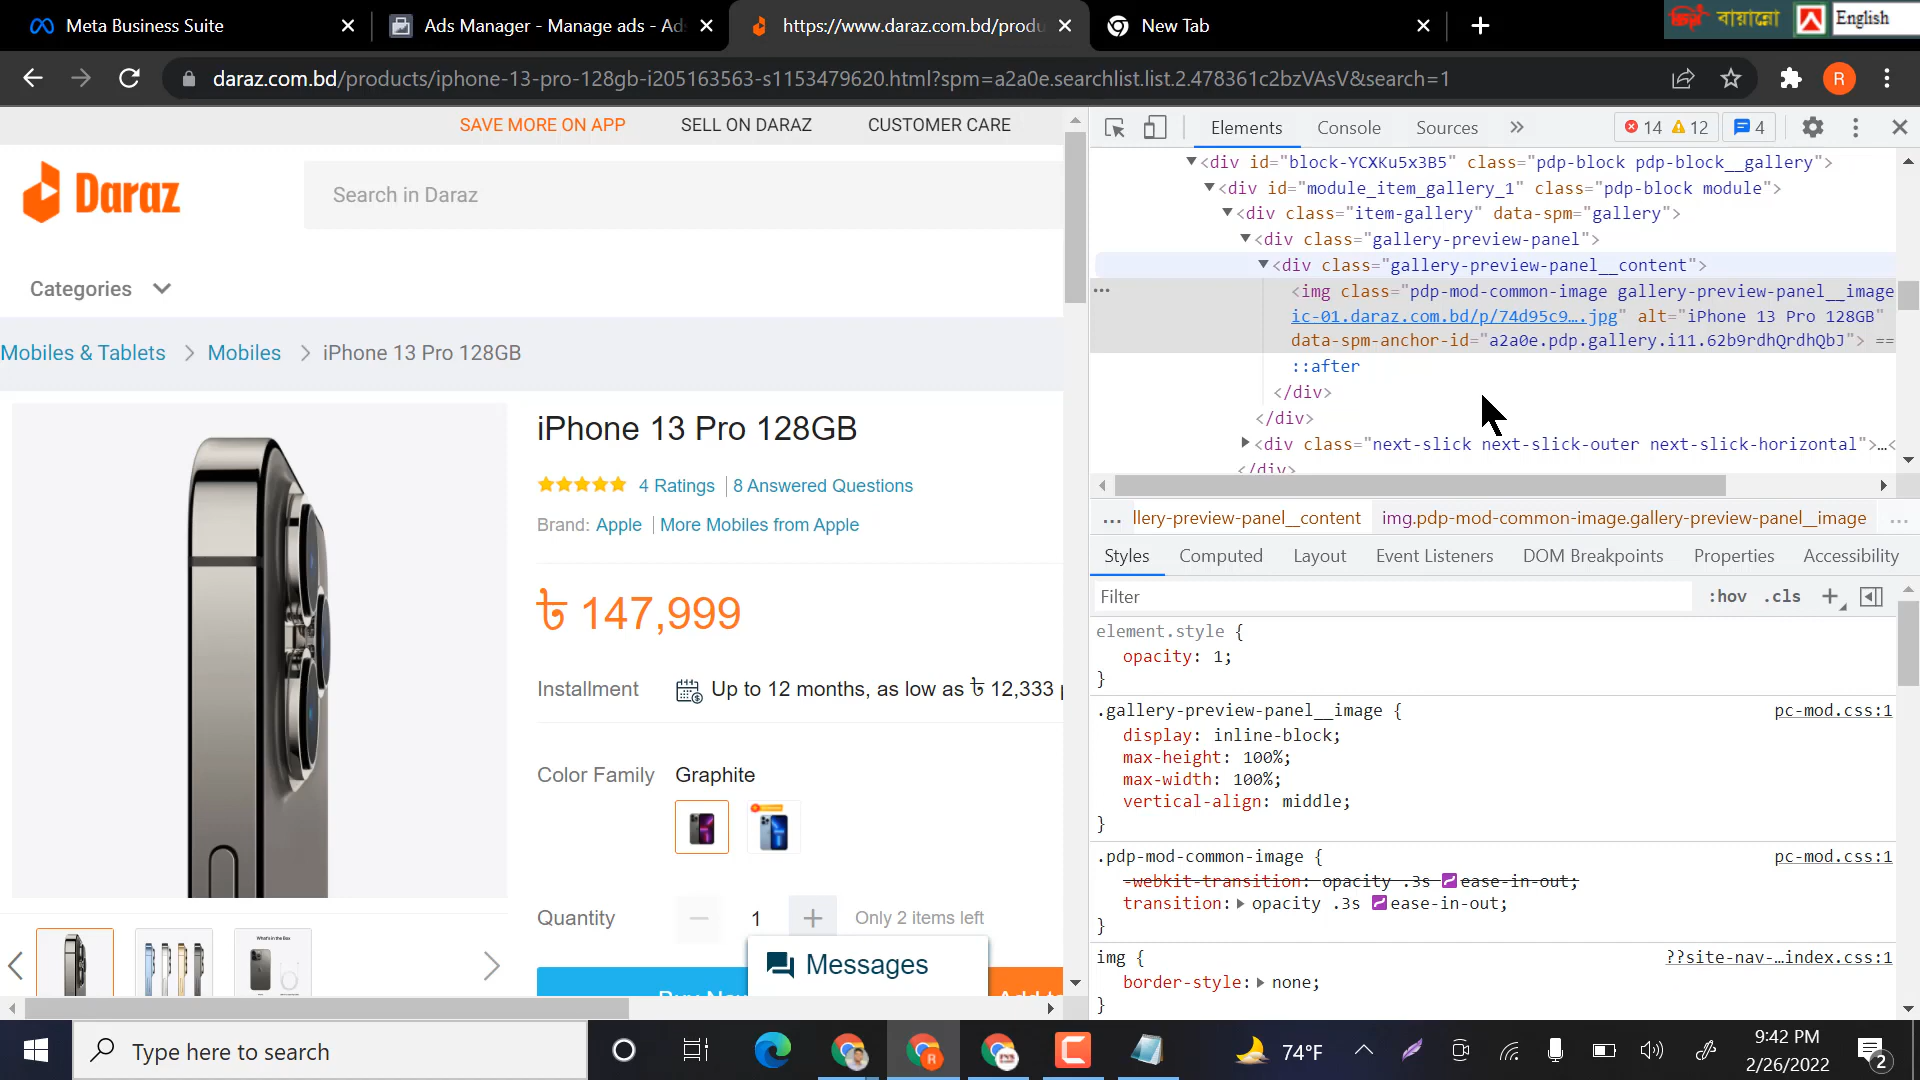 Meta Business Suite
Ads Manager - Manage ads - Ads
https://www.daraz.com.bd/produ
New Tab
বায়ান্নো
English
daraz.com.bd/products/iphone-13-pro-128gb-i205163563-s1153479620.html?spm=a2a0e.searchlist.list.2.478361c2bzVAsV&search=1
R
SAVE MORE ON APP
SELL ON DARAZ
CUSTOMER CARE
Daraz
Search in Daraz
Categories
Mobiles & Tablets
Mobiles
iPhone 13 Pro 128GB
iPhone 13 Pro 128GB
4 Ratings
8 Answered Questions
Brand: Apple
More Mobiles from Apple
৳ 147,999
Installment
Up to 12 months, as low as ৳ 12,333
Color Family
Graphite
Quantity
1
Only 2 items left
What's in the Box
Messages
Buy Now
Add to
Elements
Console
Sources
14
12
4
<div id="block-YCXKu5x3B5" class="pdp-block pdp-block__gallery">
<div id="module_item_gallery_1" class="pdp-block module">
<div class="item-gallery" data-spm="gallery">
<div class="gallery-preview-panel">
<div class="gallery-preview-panel__content">
<img class="pdp-mod-common-image gallery-preview-panel__image
ic-01.daraz.com.bd/p/74d95c9….jpg" alt="iPhone 13 Pro 128GB"
data-spm-anchor-id="a2a0e.pdp.gallery.i11.62b9rdhQrdhQbJ"> ==
::after
</div>
</div>
<div class="next-slick next-slick-outer next-slick-horizontal">…<
</div>
… llery-preview-panel__content
img.pdp-mod-common-image.gallery-preview-panel__image
…
Styles
Computed
Layout
Event Listeners
DOM Breakpoints
Properties
Accessibility
Filter
:hov
.cls
element.style {
opacity: 1;
}
.gallery-preview-panel__image {
pc-mod.css:1
display: inline-block;
max-height: 100%;
max-width: 100%;
vertical-align: middle;
}
.pdp-mod-common-image {
pc-mod.css:1
-webkit-transition: opacity .3s ease-in-out;
transition: opacity .3s ease-in-out;
}
img {
??site-nav-…index.css:1
border-style: none;
}
Type here to search
R
74°F
9:42 PM
2/26/2022
2